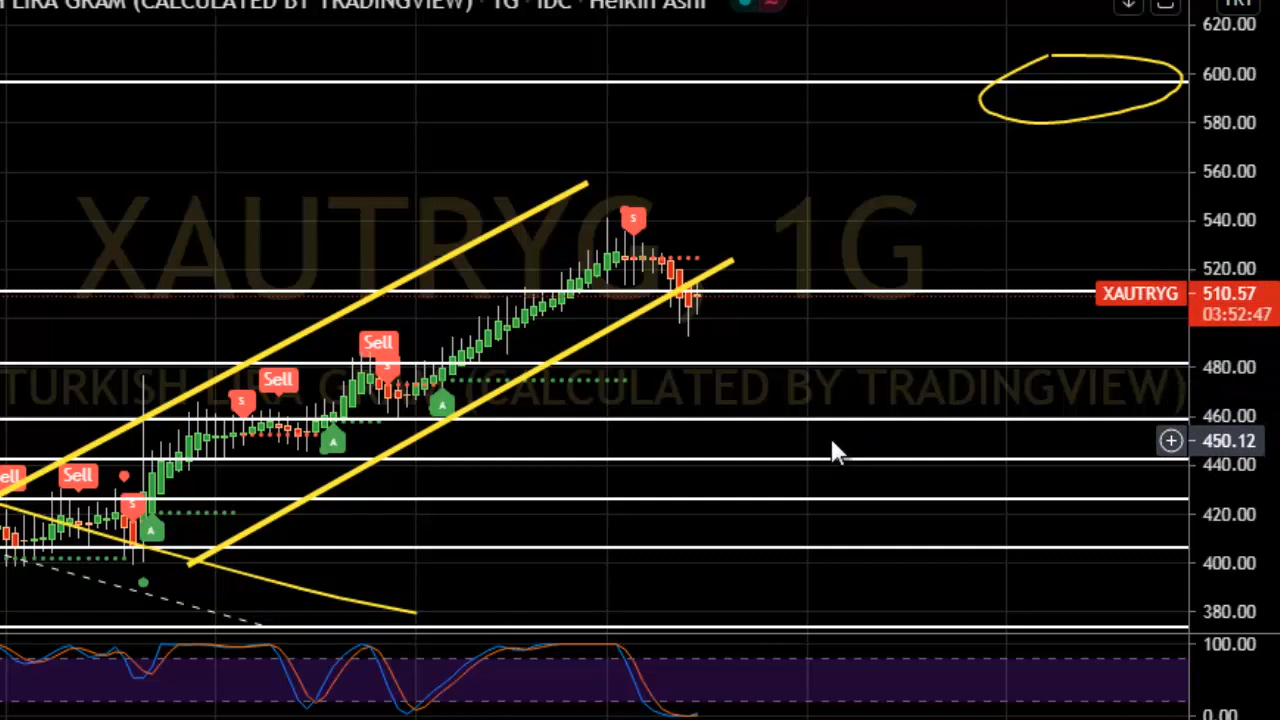 LIRA GRAM (CALCULATED BY TRADINGVIEW) · 1G · IDC · Heikin Ashi
TRY
620.00
600.00
580.00
560.00
XAUTRYG 1G
540.00
S
520.00
XAUTRYG 510.57
03:52:47
Sell
480.00
S
Sell
TURKISH LIRA (CALCULATED BY TRADINGVIEW)
S
A
460.00
A
450.12
440.00
ell
Sell
S
420.00
A
400.00
380.00
100.00
0.00